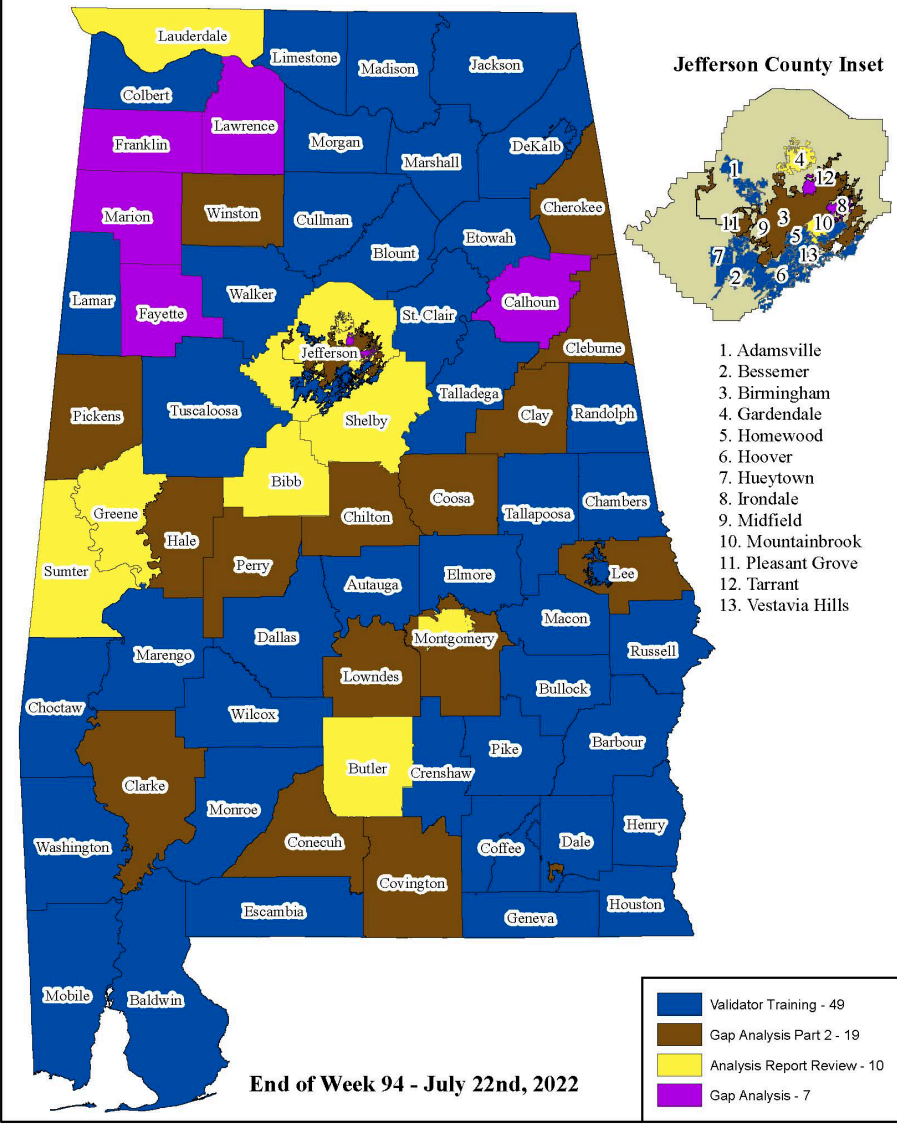 Lauderdale
Limestone
Madison
Jackson
Colbert
Lawrence
Franklin
Morgan
Marshall
DeKalb
Marion
Winston
Cullman
Cherokee
Etowah
Blount
Lamar
Fayette
Walker
St. Clair
Calhoun
Cleburne
Jefferson
Pickens
Tuscaloosa
Shelby
Talladega
Clay
Randolph
Bibb
Greene
Sumter
Hale
Perry
Chilton
Coosa
Tallapoosa
Chambers
Lee
Autauga
Elmore
Macon
Dallas
Montgomery
Russell
Marengo
Lowndes
Bullock
Choctaw
Wilcox
Pike
Barbour
Butler
Crenshaw
Clarke
Monroe
Conecuh
Coffee
Dale
Henry
Washington
Covington
Escambia
Geneva
Houston
Mobile
Baldwin
Jefferson County Inset
1
4
12
8
11
9
3
10
5
7
13
2
6
1. Adamsville
2. Bessemer
3. Birmingham
4. Gardendale
5. Homewood
6. Hoover
7. Hueytown
8. Irondale
9. Midfield
10. Mountainbrook
11. Pleasant Grove
12. Tarrant
13. Vestavia Hills
Validator Training - 49
Gap Analysis Part 2 - 19
Analysis Report Review - 10
Gap Analysis - 7
End of Week 94 - July 22nd, 2022